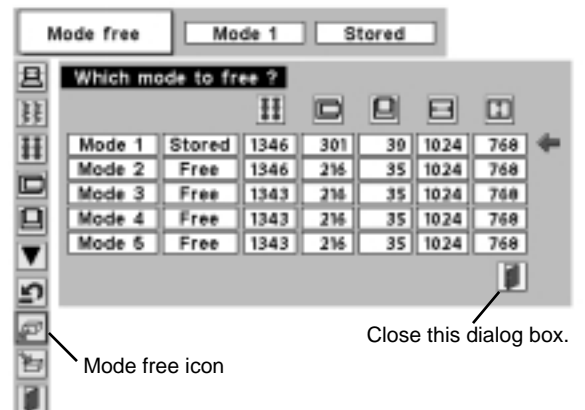 Mode free Mode 1 Stored
Which mode to free ?
Mode 1 Stored 1346 301 39 1024 768
Mode 2 Free 1346 216 35 1024 768
Mode 3 Free 1343 216 35 1024 768
Mode 4 Free 1343 216 35 1024 768
Mode 5 Free 1343 216 35 1024 768
Close this dialog box.
Mode free icon